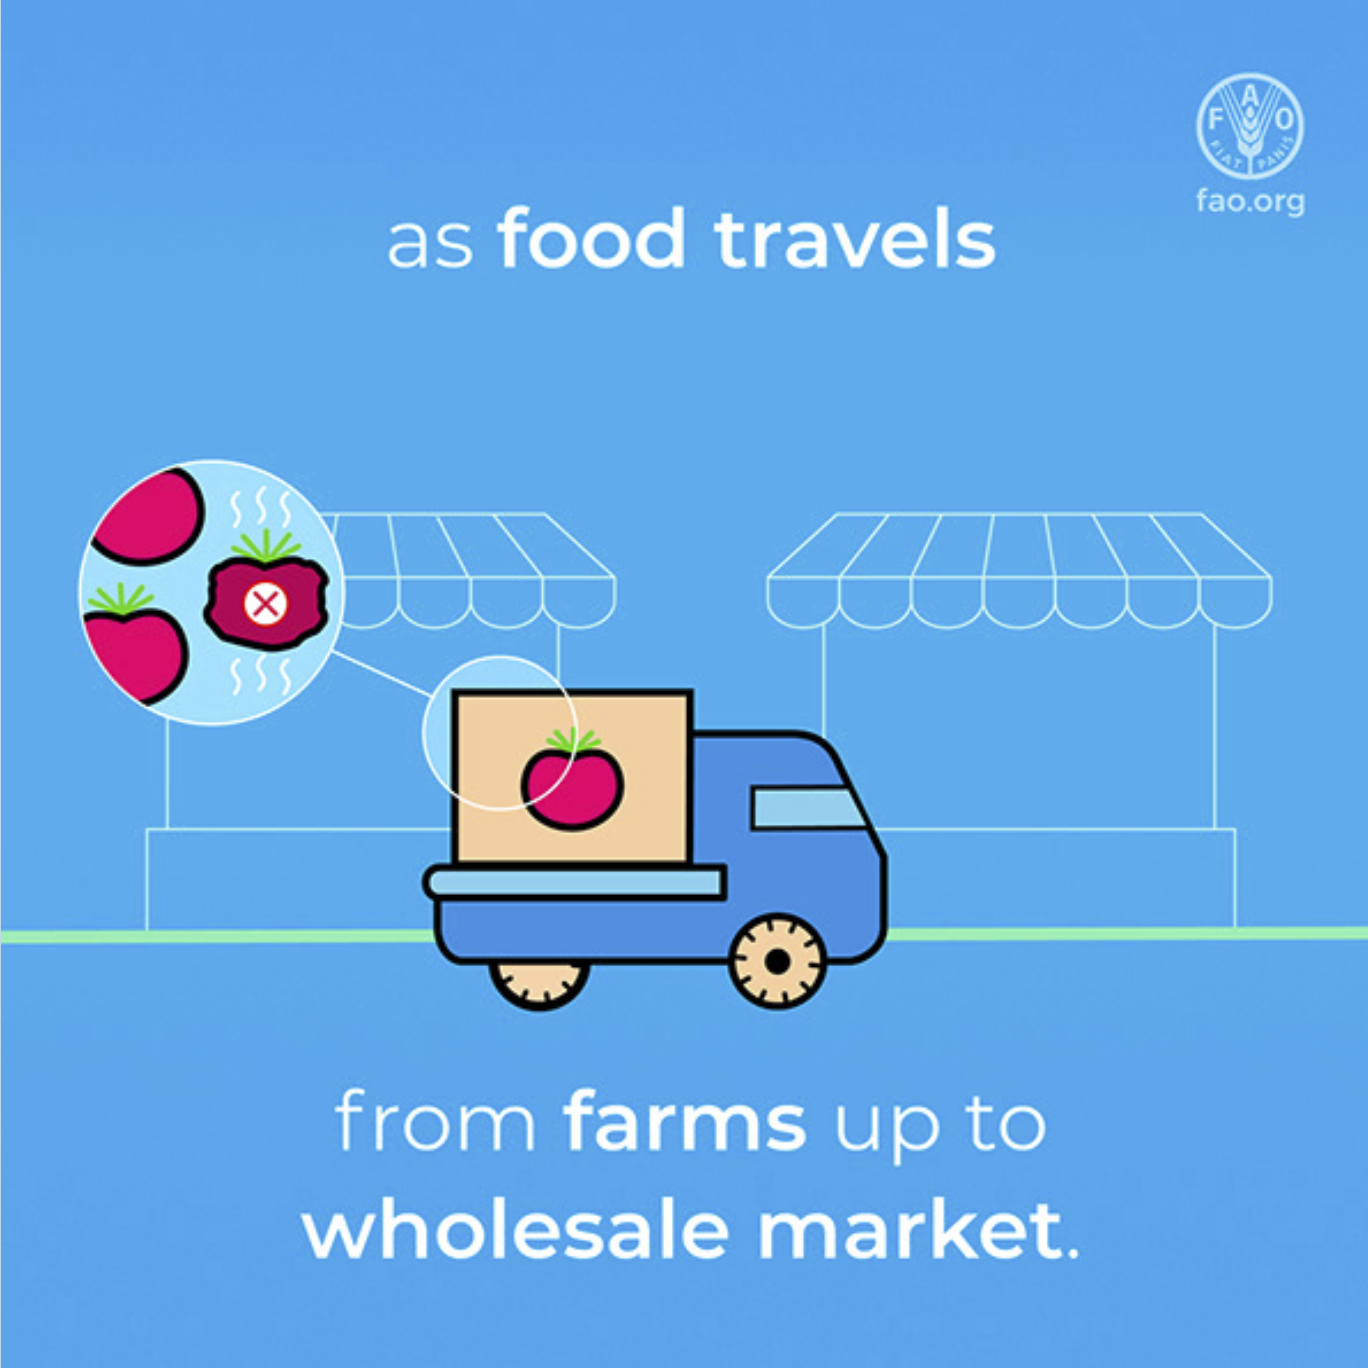 F A O
FIAT PANIS
fao.org
as food travels
from farms up to
wholesale market.